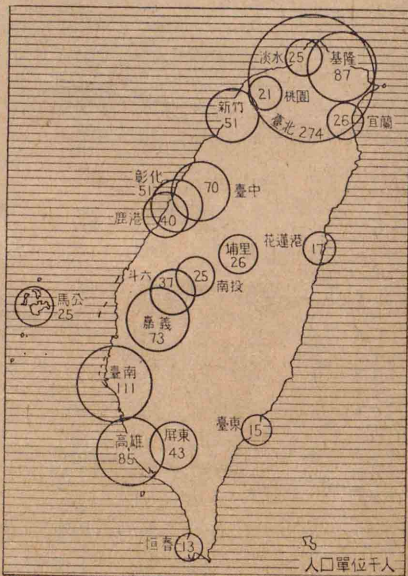 淡水
25
基隆
87
21 桃園
新竹
51
臺北 274
26 宜蘭
彰化
51
70 臺中
鹿港
40
埔里
26
花蓮港
17
斗六
37
25
南投
馬公
25
嘉義
73
臺南
111
高雄
85
屏東
43
臺東
15
恒春
13
人口單位千人